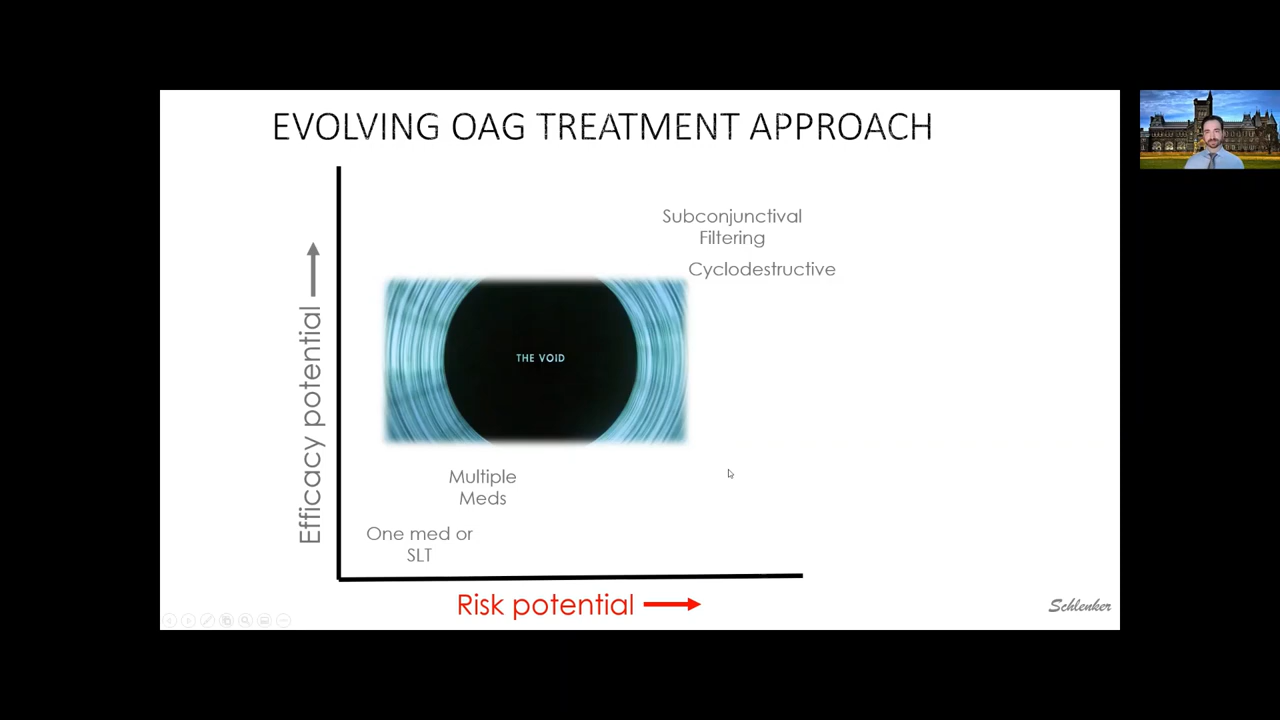 EVOLVING OAG TREATMENT APPROACH
Subconjunctival
Filtering
Cyclodestructive
THE VOID
Multiple
Meds
One med or
SLT
Efficacy potential
Risk potential
Schlenker